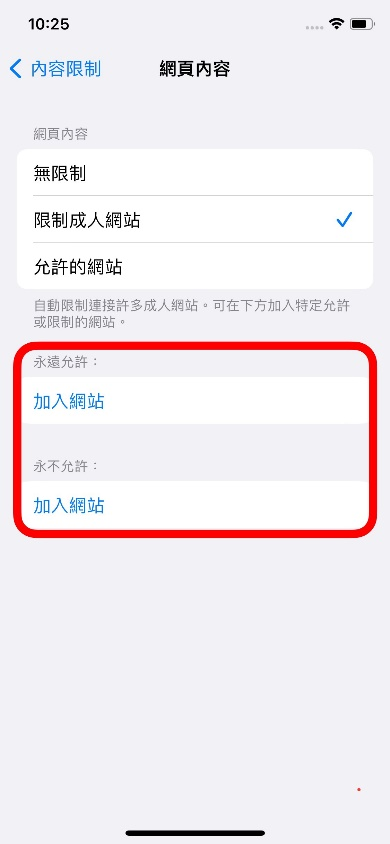 10:25
內容限制
網頁內容
網頁內容
無限制
限制成人網站
允許的網站
自動限制連接許多成人網站。可在下方加入特定允許
或限制的網站。
永遠允許：
加入網站
永不允許：
加入網站